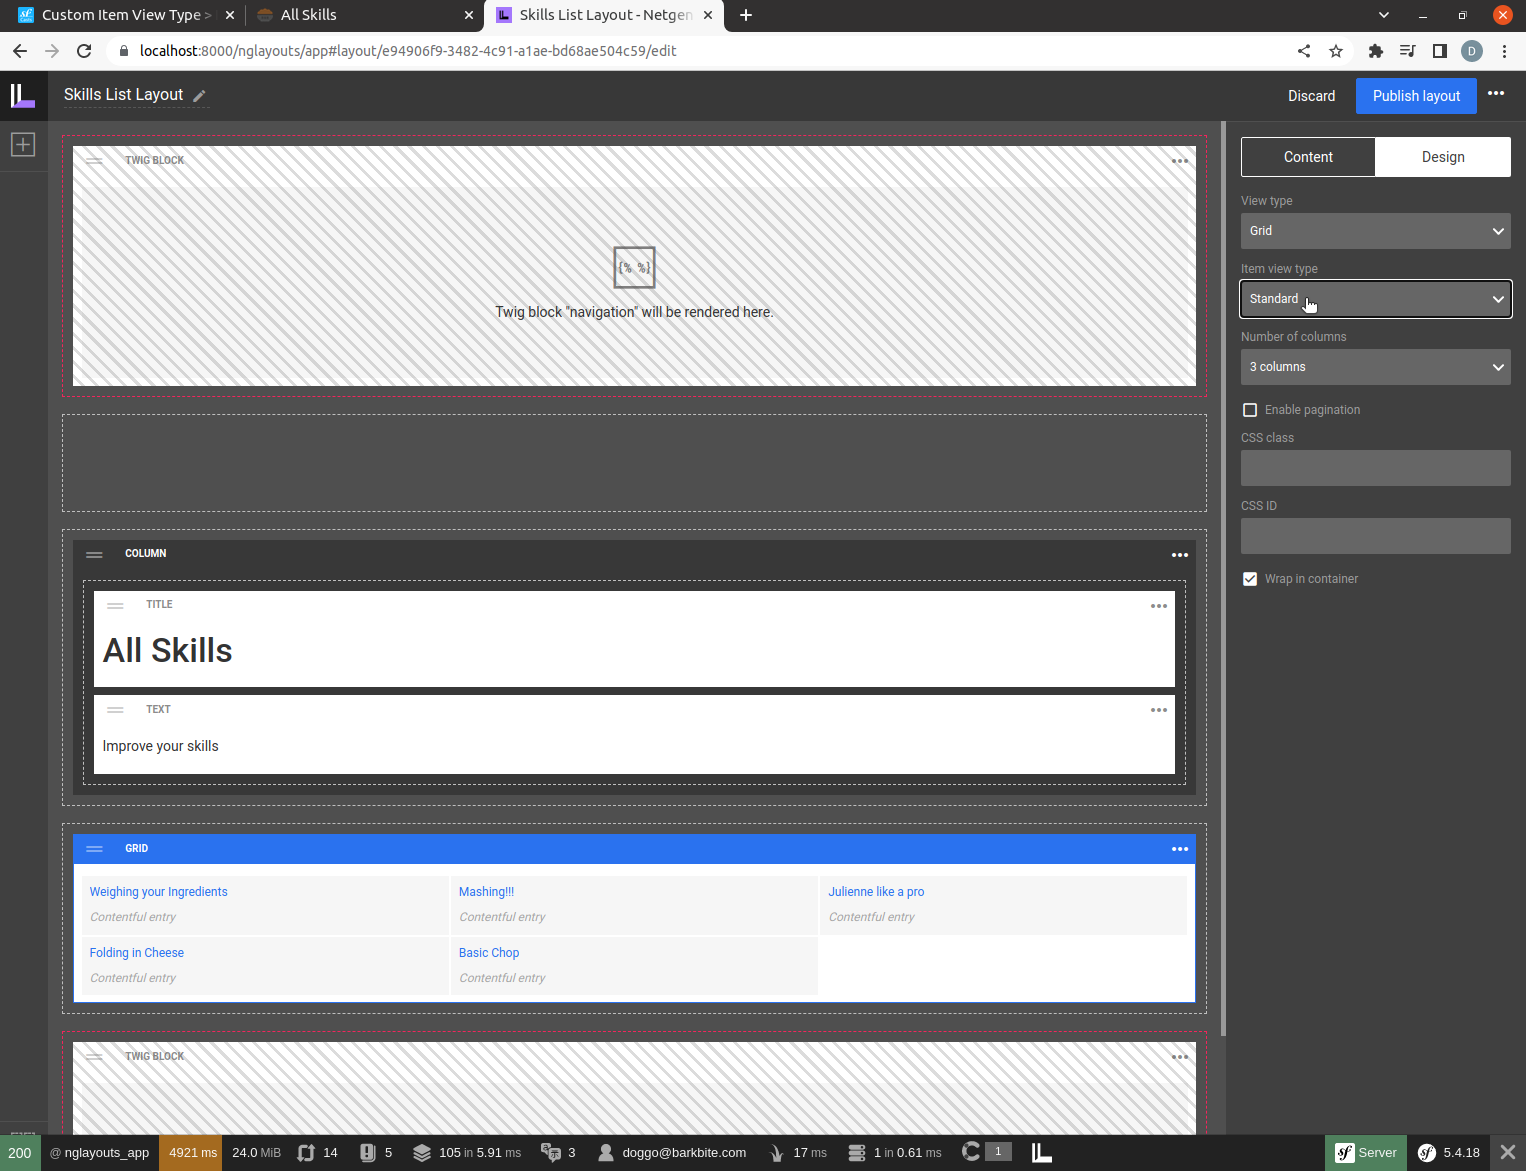 Custom Item View Type >
All Skills
Skills List Layout - Netgen
localhost:8000/nglayouts/app#layout/e94906f9-3482-4c91-a1ae-bd68ae504c59/edit
D
Skills List Layout
Discard
Publish layout
TWIG BLOCK
{% %}
Twig block "navigation" will be rendered here.
COLUMN
TITLE
All Skills
TEXT
Improve your skills
GRID
Weighing your Ingredients
Contentful entry
Mashing!!!
Contentful entry
Julienne like a pro
Contentful entry
Folding in Cheese
Contentful entry
Basic Chop
Contentful entry
TWIG BLOCK
Content
Design
View type
Grid
Item view type
Standard
Number of columns
3 columns
Enable pagination
CSS class
CSS ID
Wrap in container
200 @ nglayouts_app 4921 ms 24.0 MiB 14 5 105 in 5.91 ms 3 doggo@barkbite.com 17 ms 1 in 0.61 ms 1 Server 5.4.18